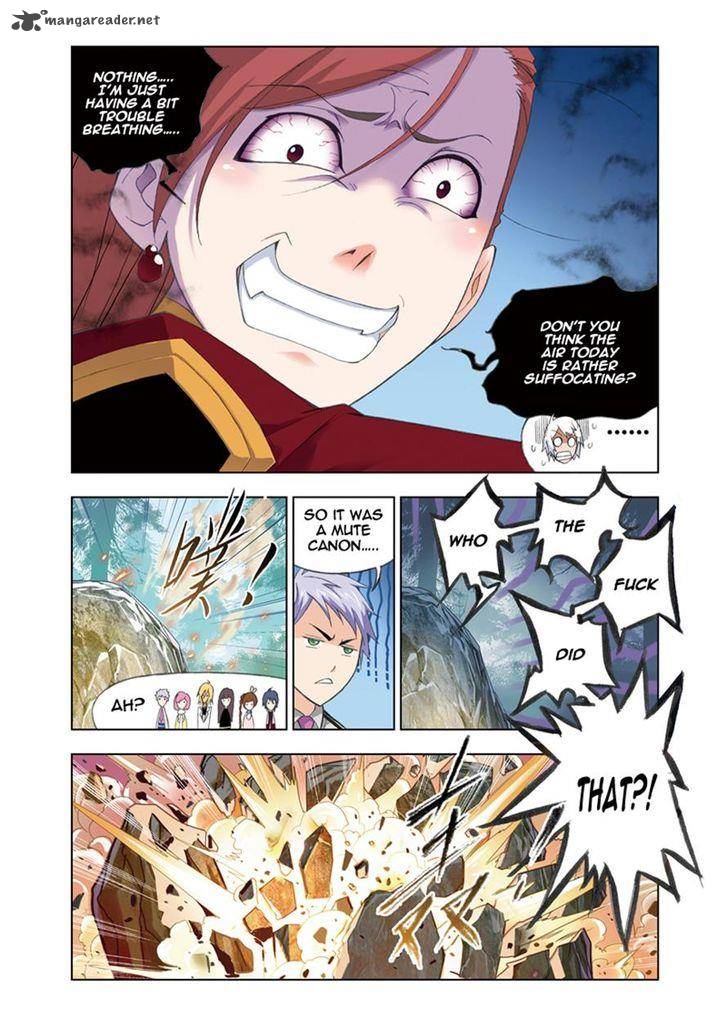 mangareader.net
NOTHING.....
I'M JUST
HAVING A BIT
TROUBLE
BREATHING.....
DON'T YOU
THINK THE
AIR TODAY
IS RATHER
SUFFOCATING?
......
噗!
AH?
SO IT WAS
A MUTE
CANON.....
WHO
THE
FUCK
DID
THAT?!